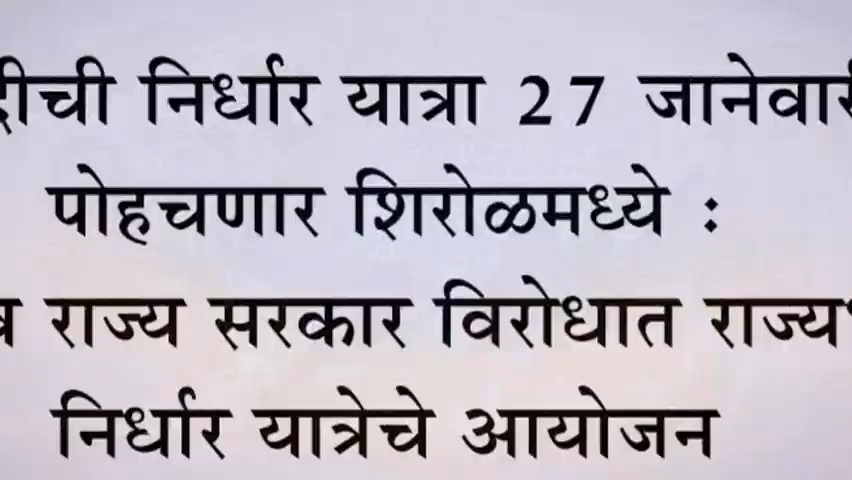 निर्धार यात्रा 27
पोहचणार शिरोळमध्ये :
राज्य सरकार विरोधात
निर्धार यात्रेचे आयोजन